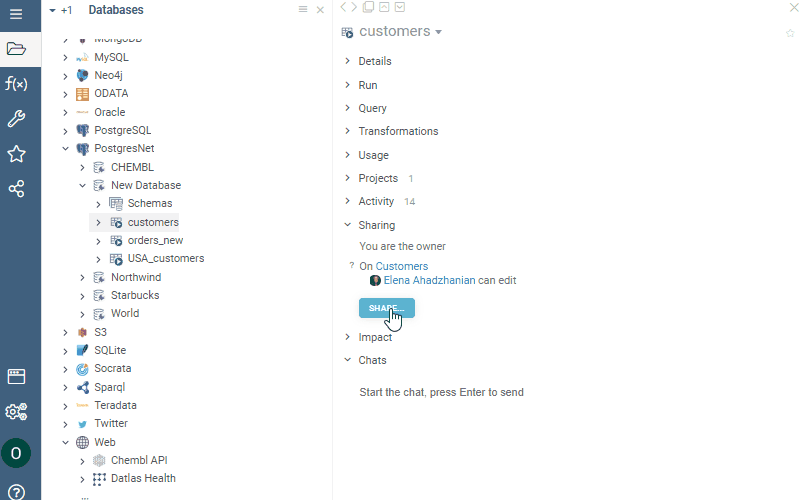 +1 Databases
MongoDB
MySQL
Neo4j
ODATA
Oracle
PostgreSQL
PostgresNet
CHEMBL
New Database
Schemas
customers
orders_new
USA_customers
Northwind
Starbucks
World
S3
SQLite
Socrata
Sparql
Teradata
Twitter
Web
Chembl API
Datlas Health
f(x)
O
customers
Details
Run
Query
Transformations
Usage
Projects 1
Activity 14
Sharing
You are the owner
? On Customers
Elena Ahadzhanian can edit
SHARE...
Impact
Chats
Start the chat, press Enter to send